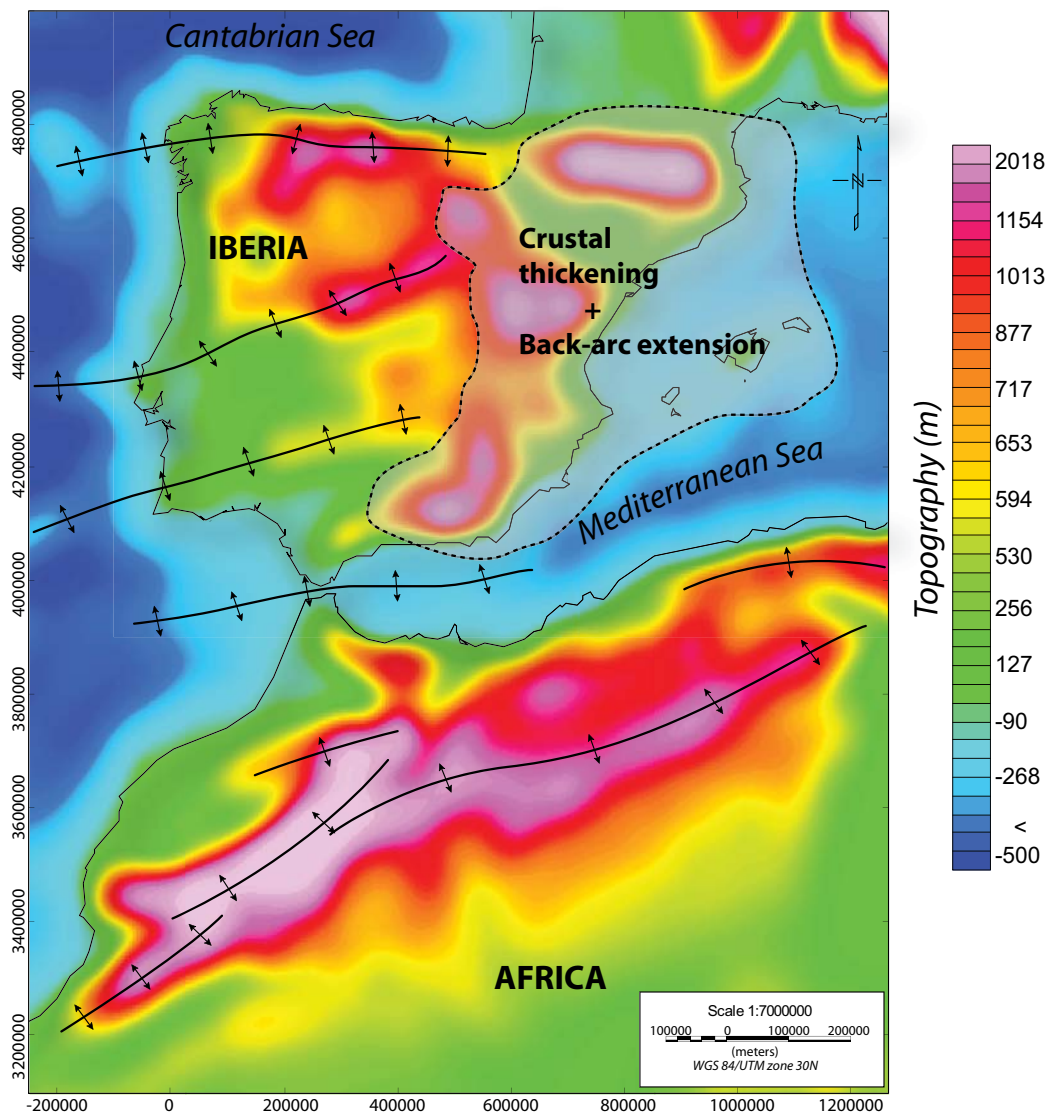 Cantabrian Sea
IBERIA
Crustal
thickening
+
Back-arc extension
Mediterranean Sea
AFRICA
N
Scale 1:7000000
100000 0 100000 200000
(meters)
WGS 84/UTM zone 30N
4800000
4600000
4400000
4200000
4000000
3800000
3600000
3400000
3200000
-200000 0 200000 400000 600000 800000 1000000 1200000
Topography (m)
2018
1154
1013
877
717
653
594
530
256
127
-90
-268
<
-500